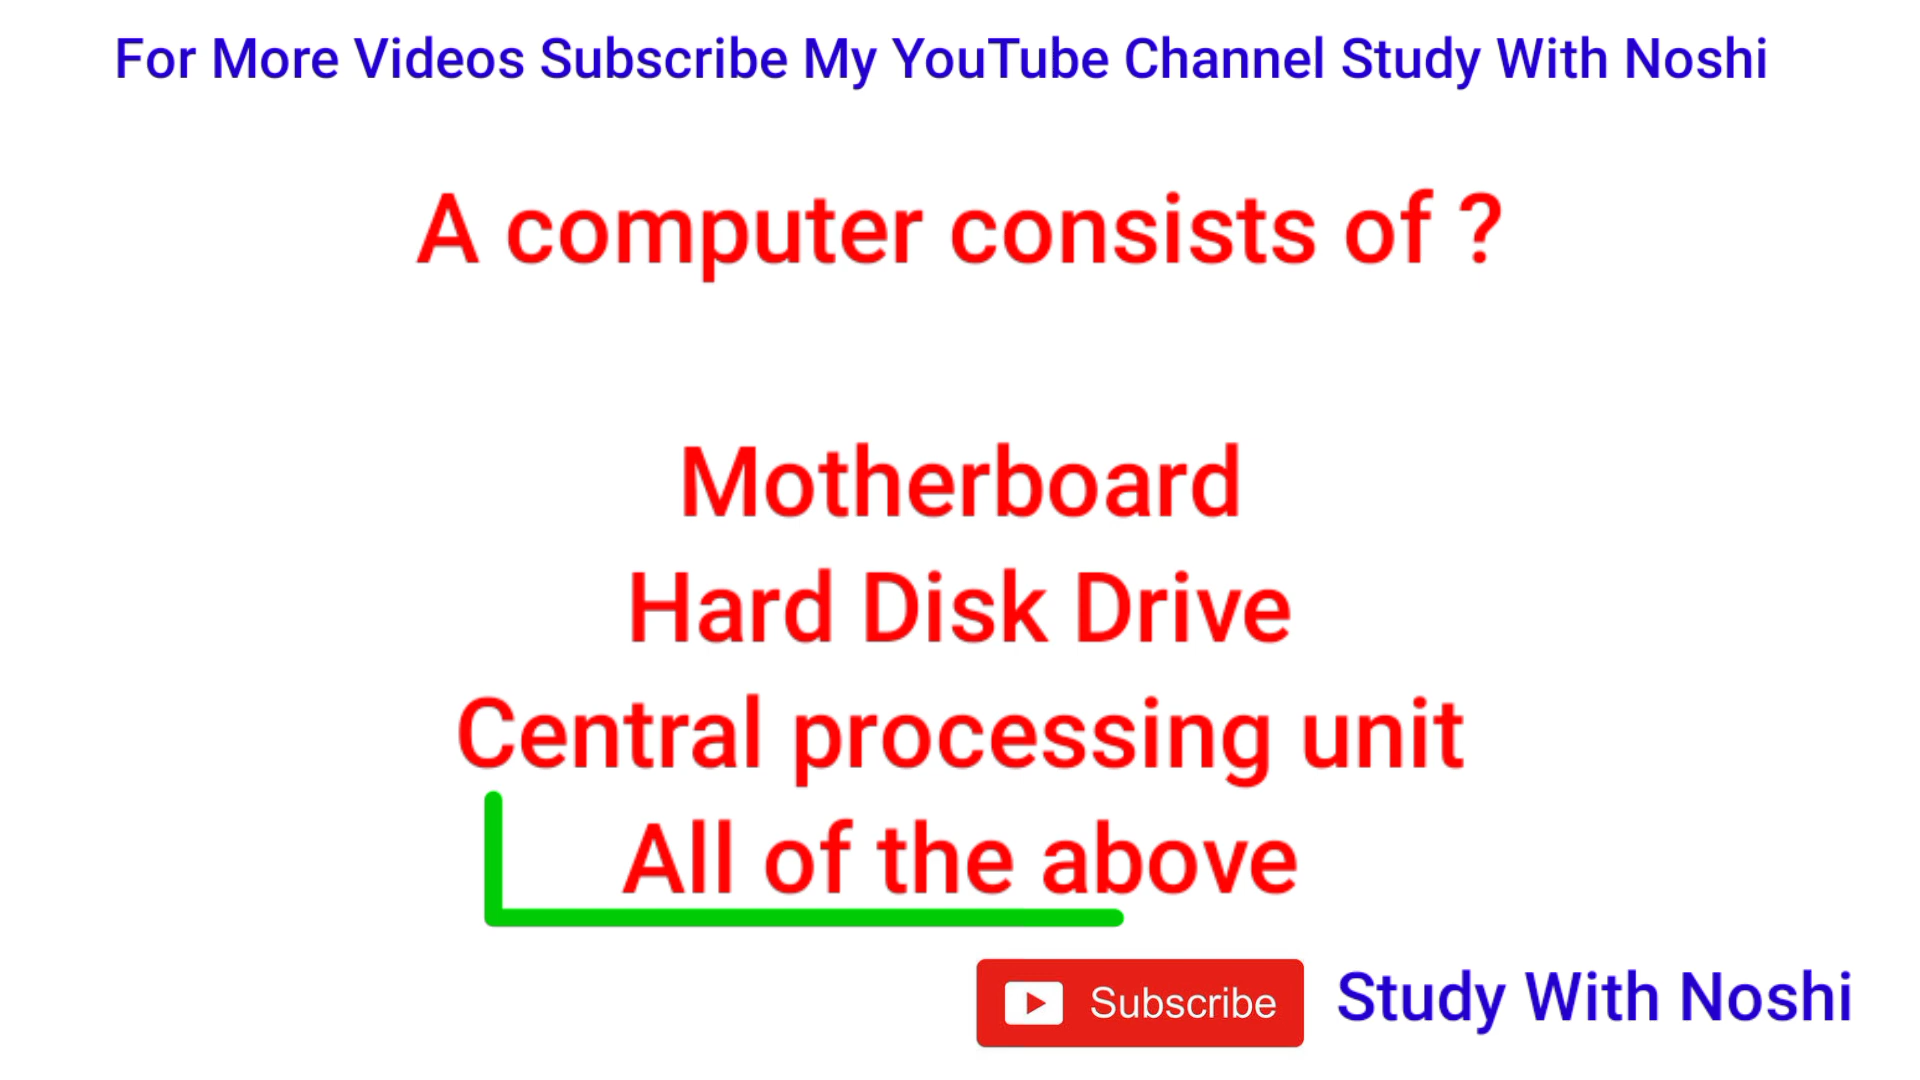 For More Videos Subscribe My YouTube Channel Study With Noshi
A computer consists of ?
Motherboard
Hard Disk Drive
Central processing unit
All of the above
Subscribe
Study With Noshi